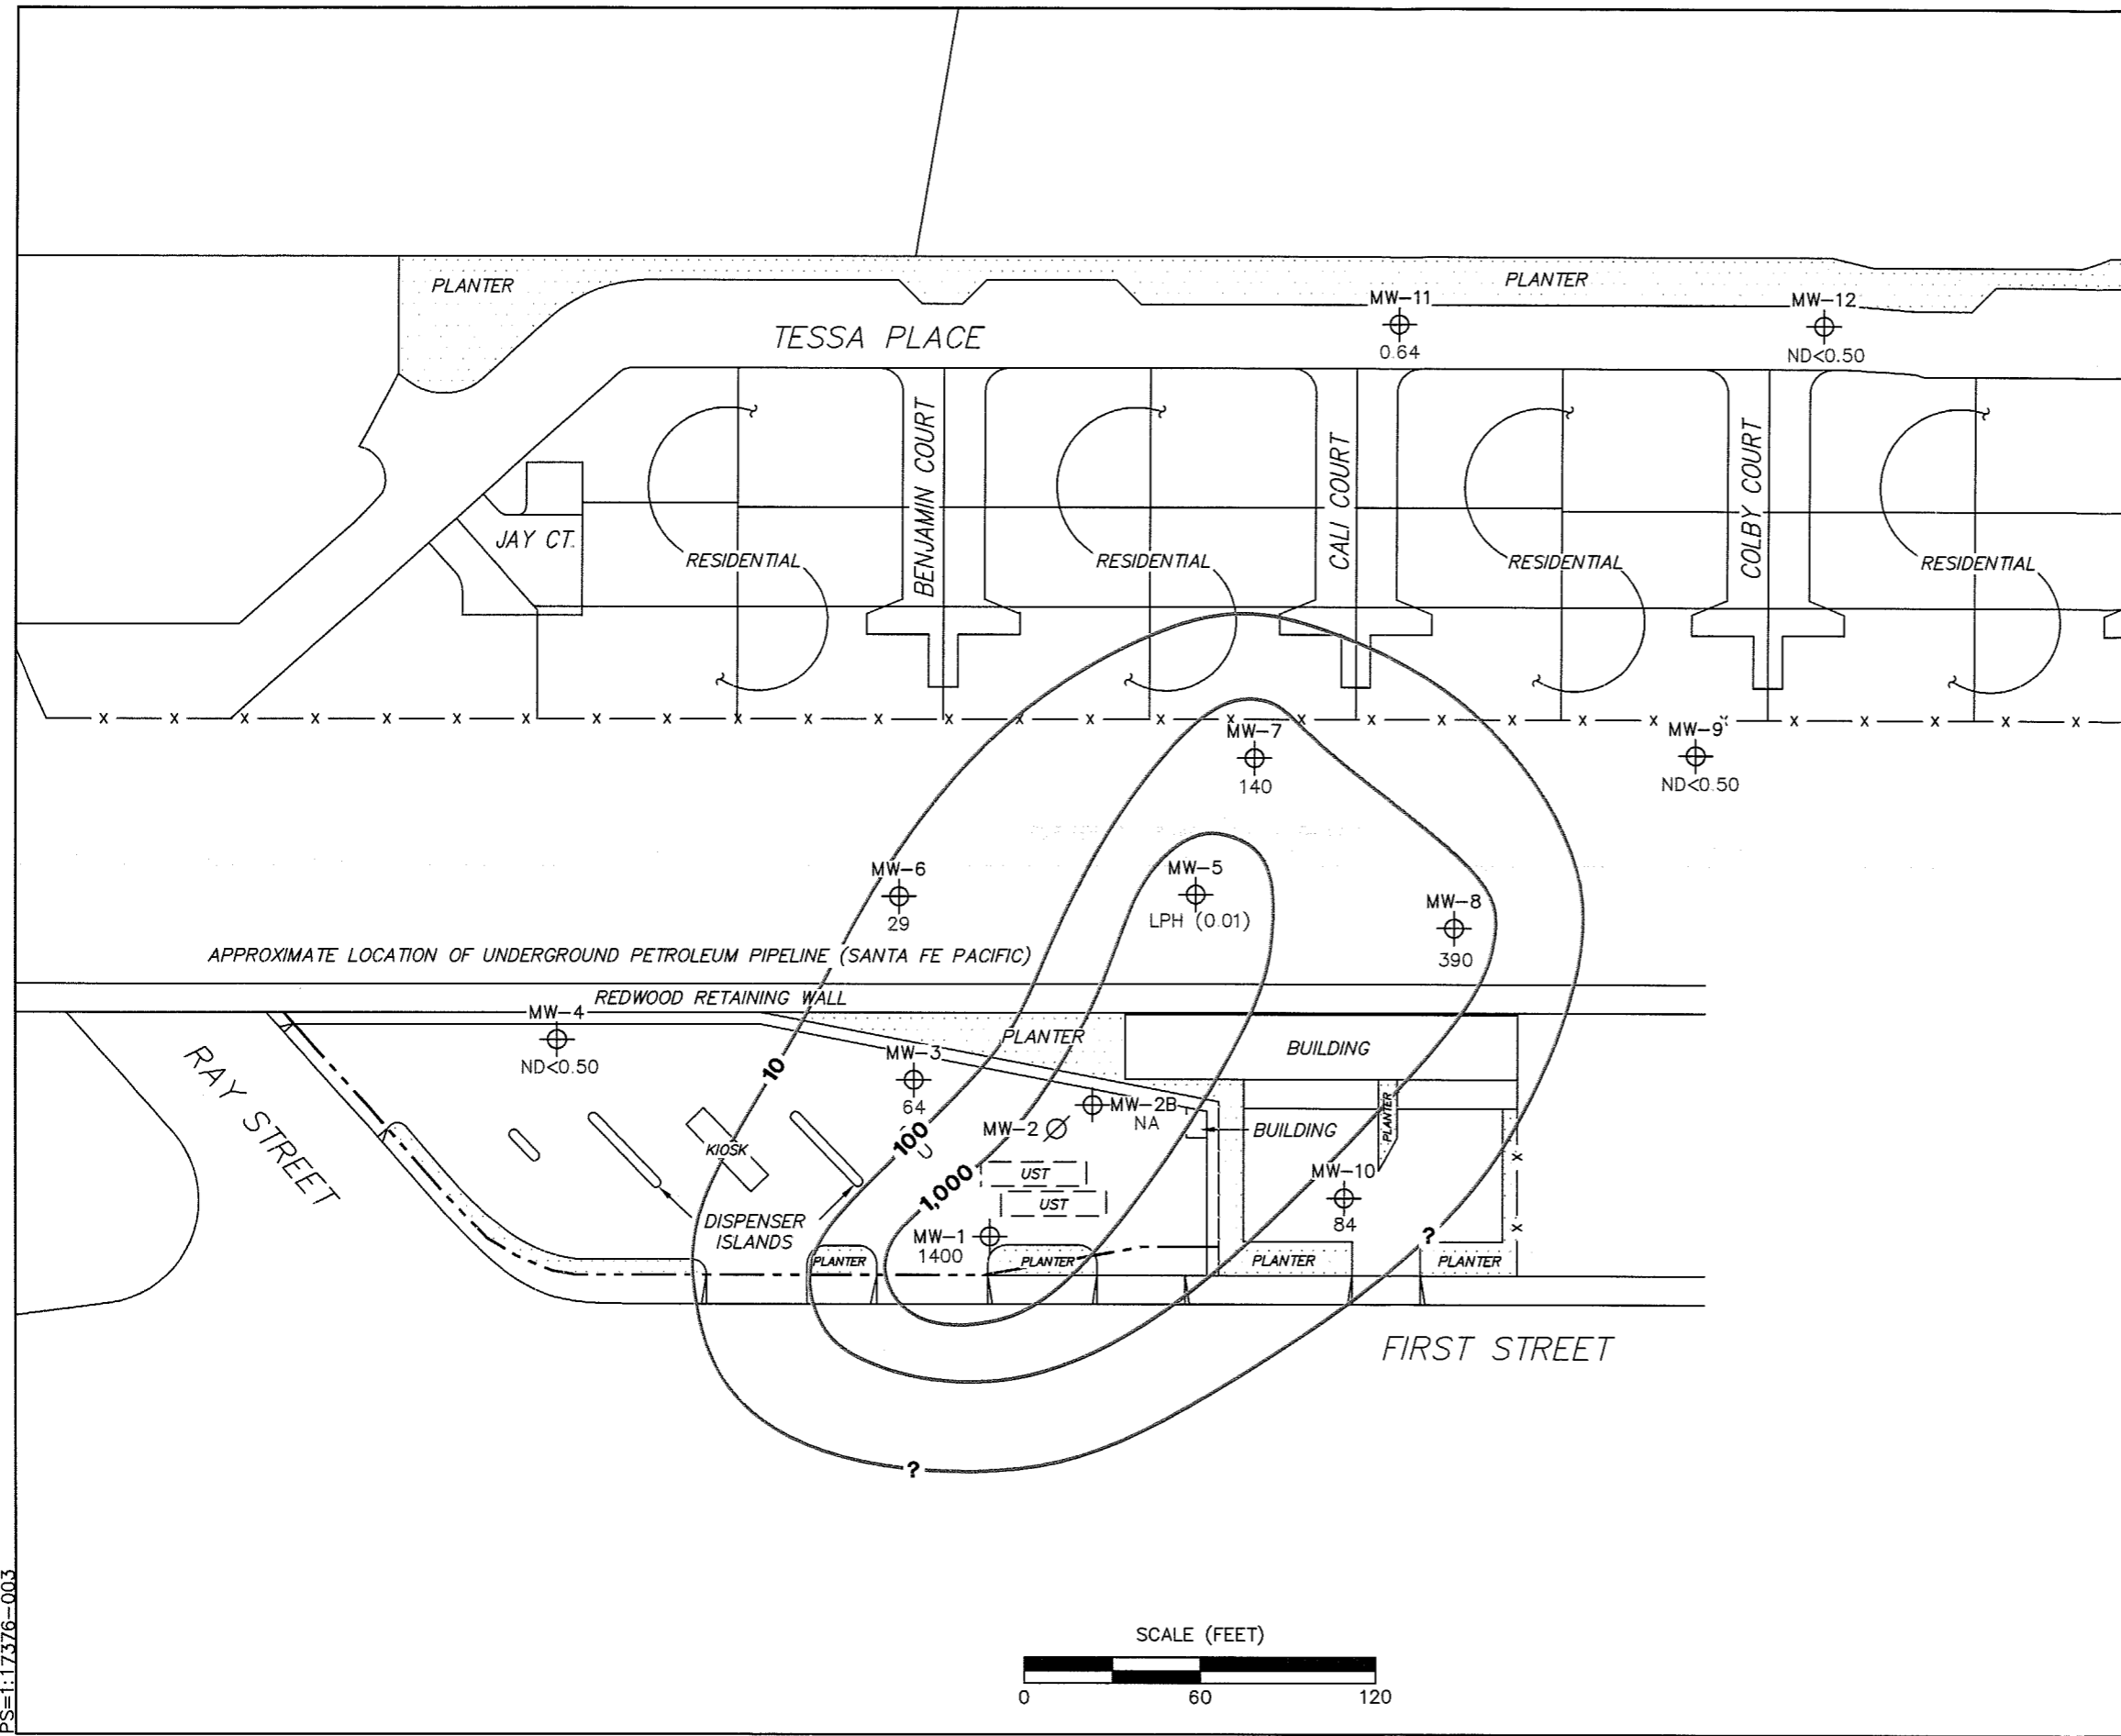 PLANTER
PLANTER
MW-11
0.64
MW-12
ND<0.50
TESSA PLACE
BENJAMIN COURT
CALI COURT
COLBY COURT
JAY CT.
RESIDENTIAL
RESIDENTIAL
RESIDENTIAL
RESIDENTIAL
x x x x x x x x x x x x x x x x x x x x x x x x x x x x x
MW-7
140
MW-9
ND<0.50
MW-6
29
MW-5
LPH (0.01)
MW-8
390
APPROXIMATE LOCATION OF UNDERGROUND PETROLEUM PIPELINE (SANTA FE PACIFIC)
REDWOOD RETAINING WALL
MW-4
ND<0.50
RAY STREET
PLANTER
BUILDING
MW-3
64
10
MW-2B
NA
MW-2
100
KIOSK
BUILDING
PLANTER
x
UST
UST
1,000
MW-10
84
DISPENSER
ISLANDS
MW-1
1400
x
?
PLANTER
PLANTER
PLANTER
PLANTER
FIRST STREET
?
SCALE (FEET)
0 60 120
PS=1:17376-003